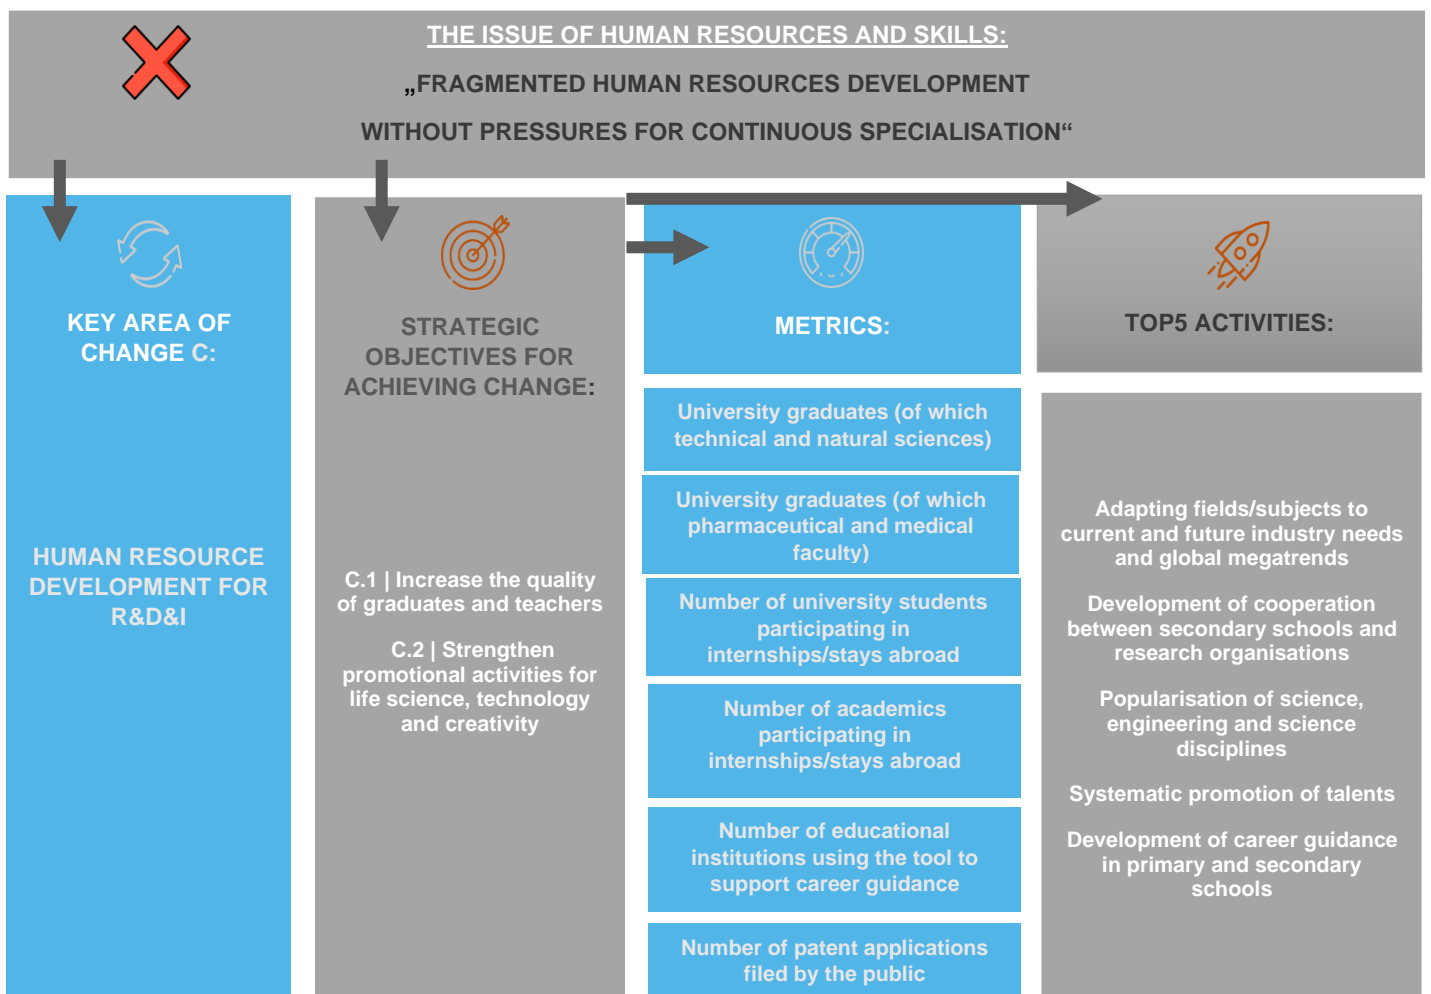 THE ISSUE OF HUMAN RESOURCES AND SKILLS:
„FRAGMENTED HUMAN RESOURCES DEVELOPMENT
WITHOUT PRESSURES FOR CONTINUOUS SPECIALISATION“
KEY AREA OF
CHANGE C:
HUMAN RESOURCE
DEVELOPMENT FOR
R&D&I
STRATEGIC
OBJECTIVES FOR
ACHIEVING CHANGE:
C.1 | Increase the quality
of graduates and teachers
C.2 | Strengthen
promotional activities for
life science, technology
and creativity
METRICS:
University graduates (of which
technical and natural sciences)
University graduates (of which
pharmaceutical and medical
faculty)
Number of university students
participating in
internships/stays abroad
Number of academics
participating in
internships/stays abroad
Number of educational
institutions using the tool to
support career guidance
Number of patent applications
filed by the public
TOP5 ACTIVITIES:
Adapting fields/subjects to
current and future industry needs
and global megatrends
Development of cooperation
between secondary schools and
research organisations
Popularisation of science,
engineering and science
disciplines
Systematic promotion of talents
Development of career guidance
in primary and secondary
schools